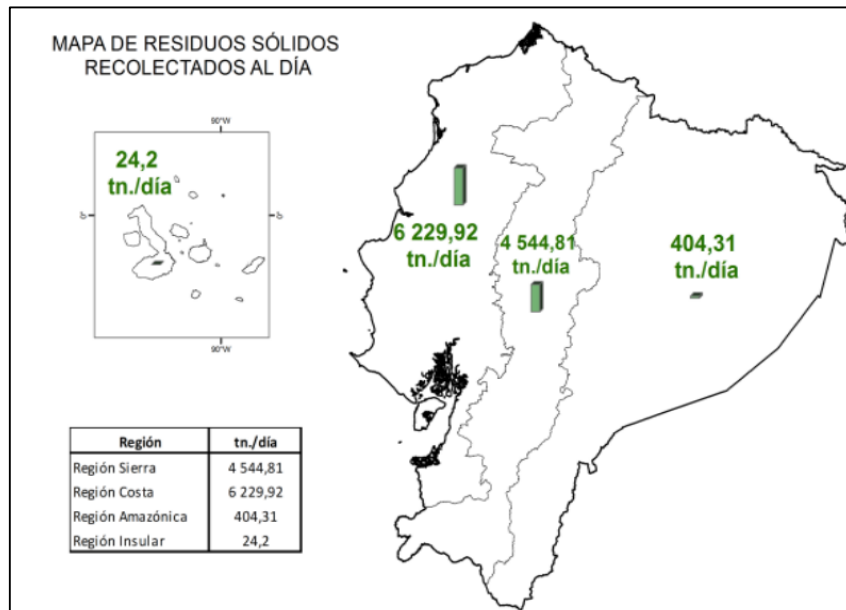 MAPA DE RESIDUOS SÓLIDOS
RECOLECTADOS AL DÍA
90°W
24,2
tn./día
0°
0°
90°W
6 229,92
tn./día
4 544,81
tn./día
404,31
tn./día
Región tn./día
Región Sierra 4 544,81
Región Costa 6 229,92
Región Amazónica 404,31
Región Insular 24,2